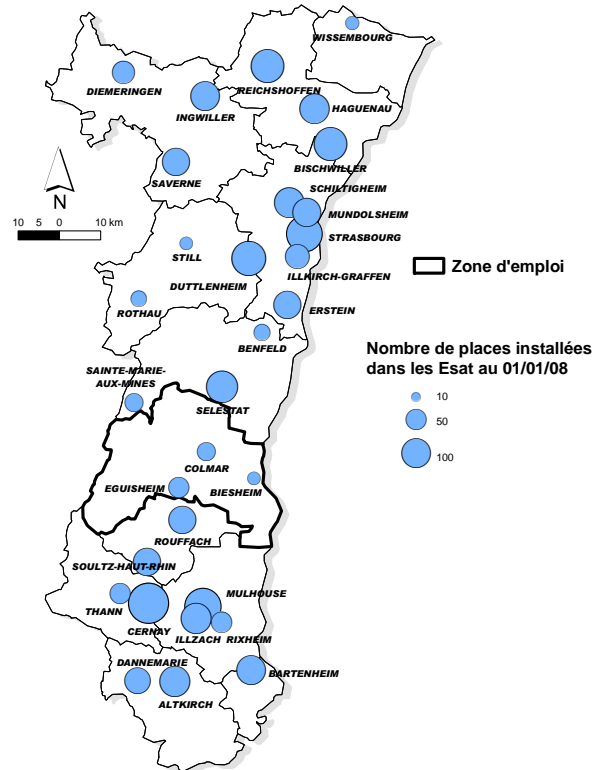 WISSEMBOURG
DIEMERINGEN
REICHSHOFFEN
INGWILLER
HAGUENAU
BISCHWILLER
SAVERNE
N
10 5 0 10 km
SCHILTIGHEIM
MUNDOLSHEIM
STRASBOURG
STILL
ILLKIRCH-GRAFFEN
DUTTLENHEIM
Zone d'emploi
ROTHAU
ERSTEIN
BENFELD
Nombre de places installées
dans les Esat au 01/01/08
10
50
100
SAINTE-MARIE-
AUX-MINES
SELESTAT
COLMAR
EGUISHEIM
BIESHEIM
ROUFFACH
SOULTZ-HAUT-RHIN
THANN
MULHOUSE
CERNAY
ILLZACH
RIXHEIM
DANNEMARIE
BARTENHEIM
ALTKIRCH